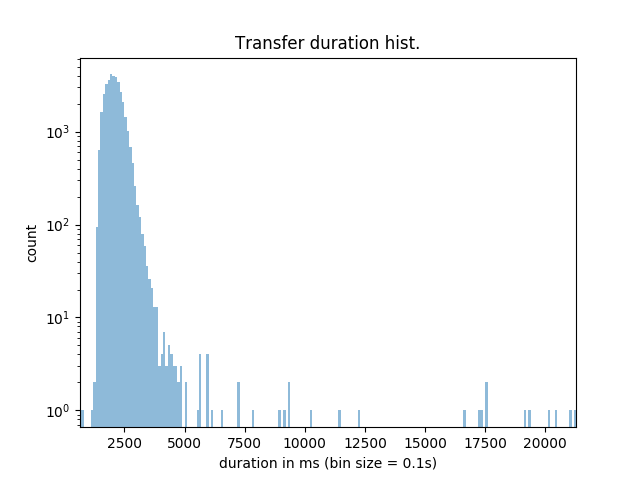 Transfer duration hist.
count
10³
10²
10¹
10⁰
2500 5000 7500 10000 12500 15000 17500 20000
duration in ms (bin size = 0.1s)